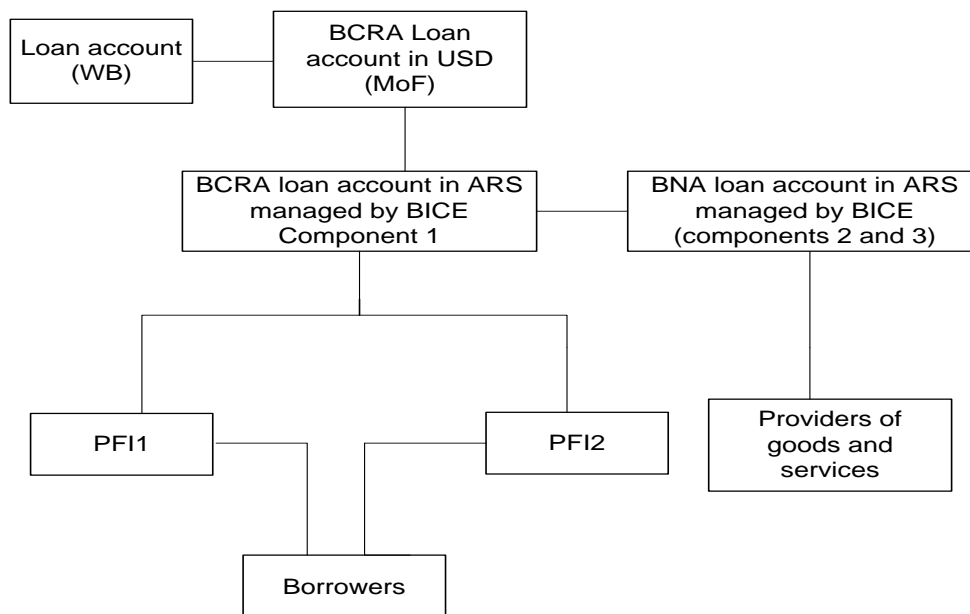 Loan account
(WB)
BCRA Loan
account in USD
(MoF)
BCRA loan account in ARS
managed by BICE
Component 1
BNA loan account in ARS
managed by BICE
(components 2 and 3)
PFI1
PFI2
Providers of
goods and
services
Borrowers